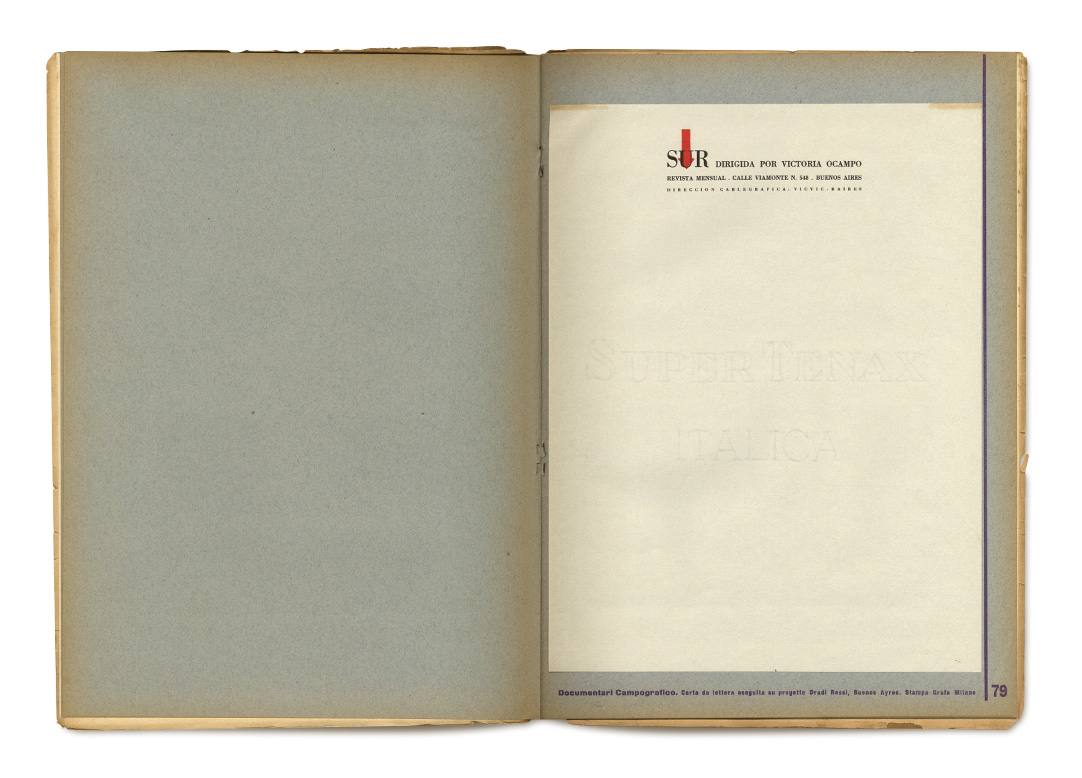 SUR DIRIGIDA POR VICTORIA OCAMPO
REVISTA MENSUAL . CALLE VIAMONTE N. 548 . BUENOS AIRES
DIRECCION CABLEGRAFICA: VICVIC-BAIRES
SUPER TENAX
ITALICA
Documentari Campografico. Carta da lettera eseguita su progetto Gradi Rossi, Buenos Ayres. Stampa Grafa Milano
79